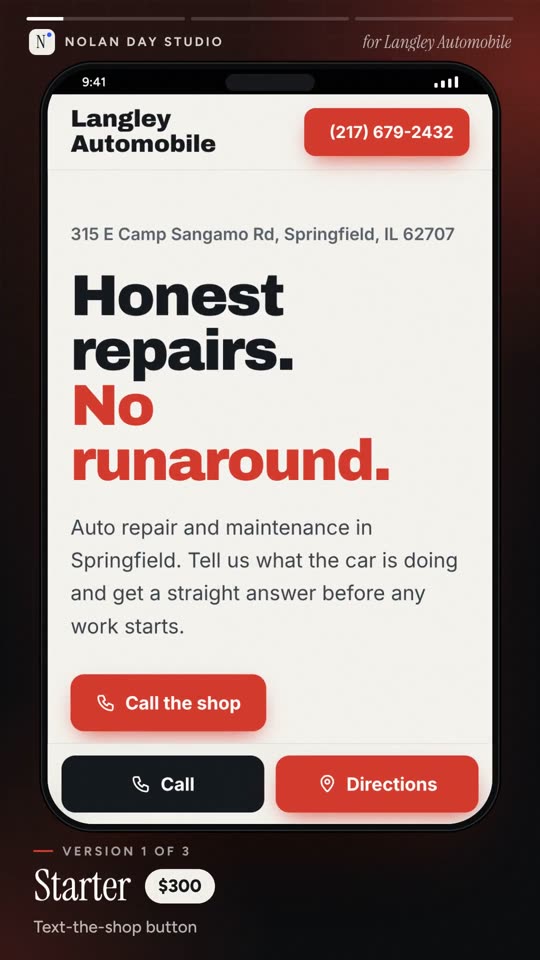 N
NOLAN DAY STUDIO
for Langley Automobile
9:41
Langley
Automobile
(217) 679-2432
315 E Camp Sangamo Rd, Springfield, IL 62707
Honest
repairs.
No
runaround.
Auto repair and maintenance in
Springfield. Tell us what the car is doing
and get a straight answer before any
work starts.
Call the shop
Call
Directions
VERSION 1 OF 3
Starter
$300
Text-the-shop button